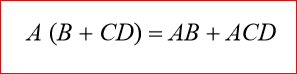 A (B + CD) = AB + ACD